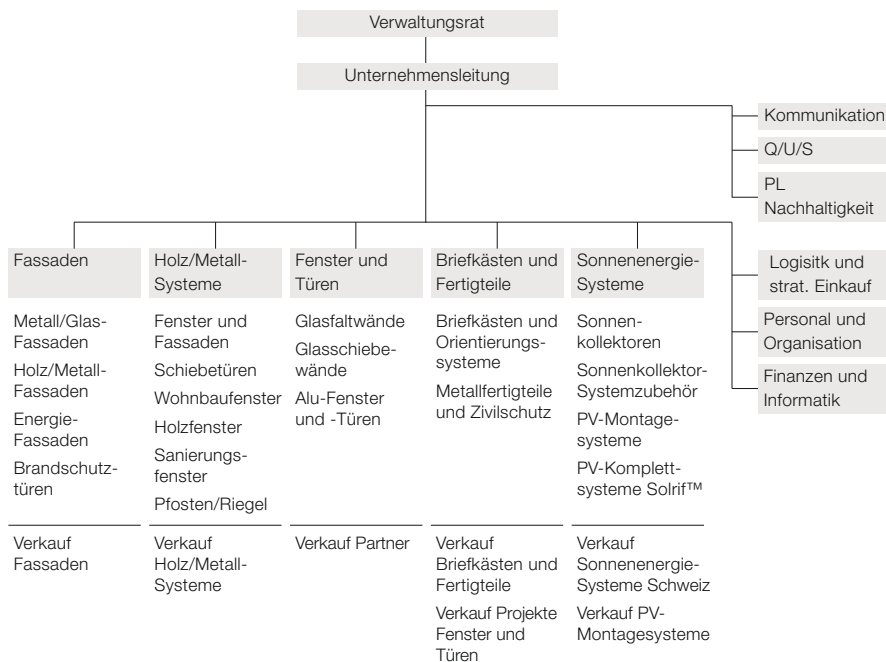 Verwaltungsrat
Unternehmensleitung
Kommunikation
Q/U/S
PL
Nachhaltigkeit
Fassaden
Holz/Metall-
Systeme
Fenster und
Türen
Briefkästen und
Fertigteile
Sonnenenergie-
Systeme
Logisitk und
strat. Einkauf
Personal und
Organisation
Finanzen und
Informatik
Metall/Glas-
Fassaden
Holz/Metall-
Fassaden
Energie-
Fassaden
Brandschutz-
türen
Fenster und
Fassaden
Schiebetüren
Wohnbaufenster
Holzfenster
Sanierungs-
fenster
Pfosten/Riegel
Glasfaltwände
Glasschiebe-
wände
Alu-Fenster
und -Türen
Briefkästen und
Orientierungs-
systeme
Metallfertigteile
und Zivilschutz
Sonnen-
kollektoren
Sonnenkollektor-
Systemzubehör
PV-Montage-
systeme
PV-Komplett-
systeme Solrif™
Verkauf
Fassaden
Verkauf
Holz/Metall-
Systeme
Verkauf Partner
Verkauf
Briefkästen und
Fertigteile
Verkauf Projekte
Fenster und
Türen
Verkauf
Sonnenenergie-
Systeme Schweiz
Verkauf PV-
Montagesysteme